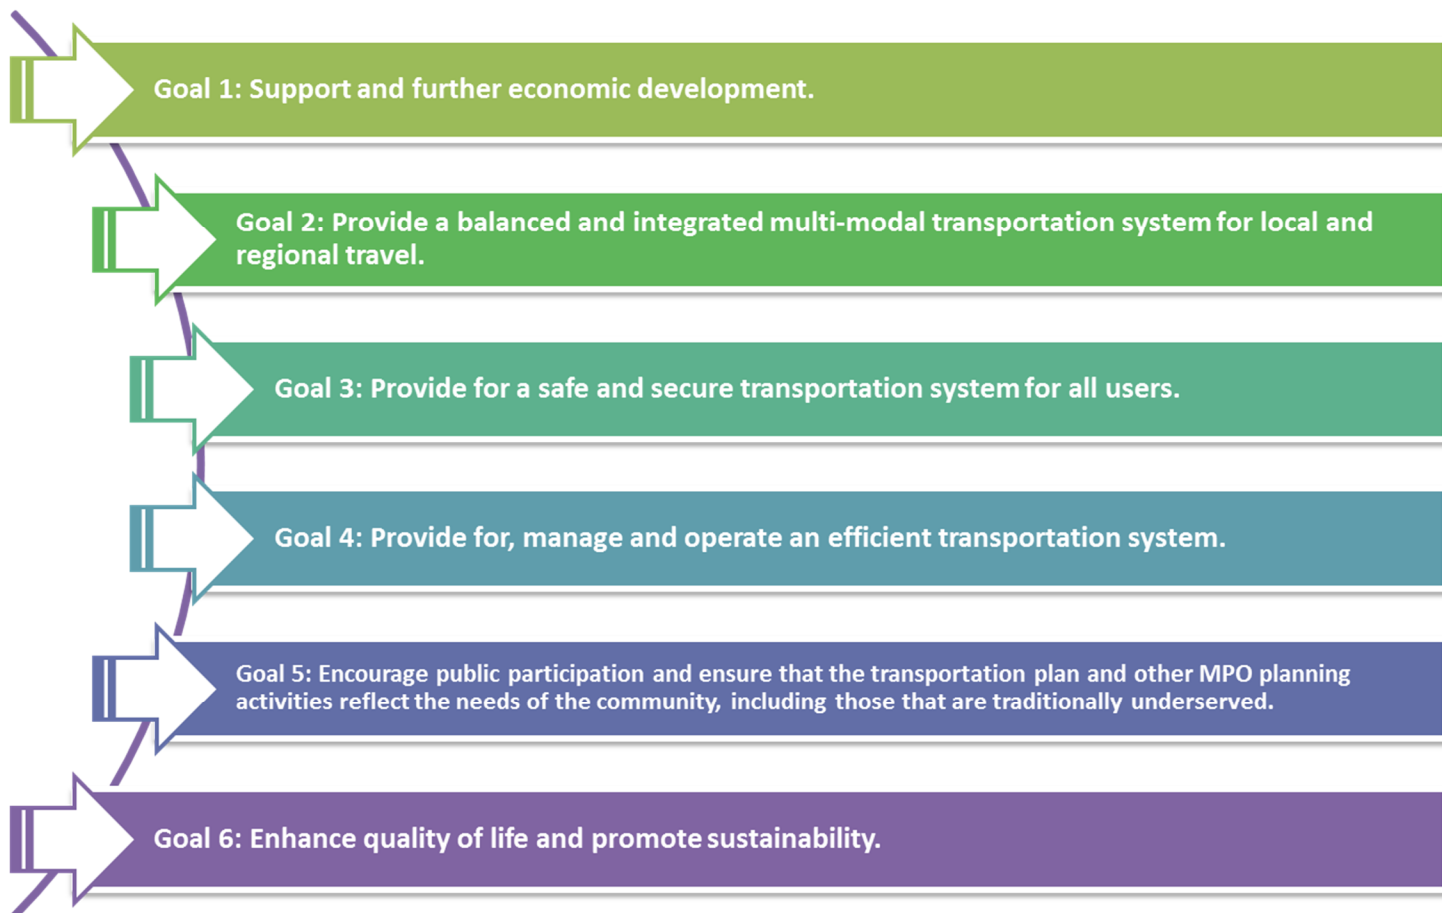 Goal 1: Support and further economic development.
Goal 2: Provide a balanced and integrated multi-modal transportation system for local and
regional travel.
Goal 3: Provide for a safe and secure transportation system for all users.
Goal 4: Provide for, manage and operate an efficient transportation system.
Goal 5: Encourage public participation and ensure that the transportation plan and other MPO planning
activities reflect the needs of the community, including those that are traditionally underserved.
Goal 6: Enhance quality of life and promote sustainability.